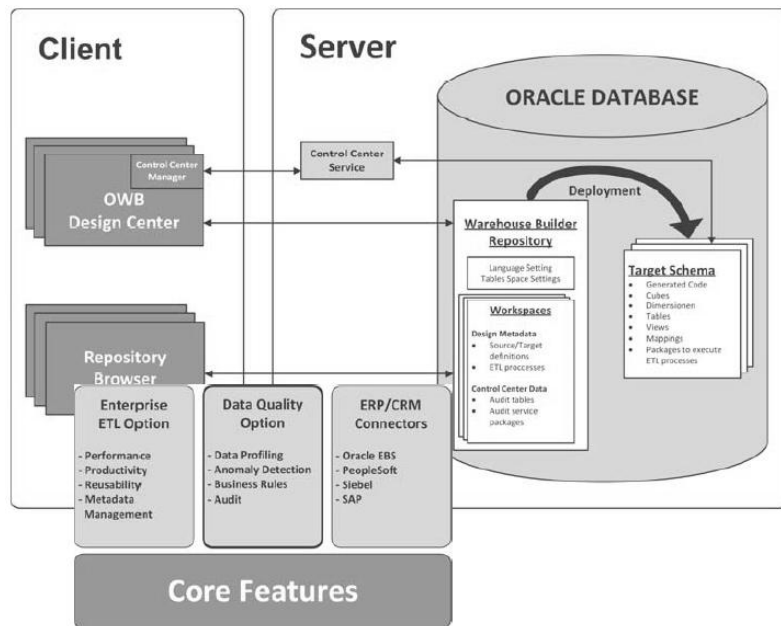 Client
Server
ORACLE DATABASE
Control Center
Manager
OWB
Design Center
Control Center
Service
Deployment
Warehouse Builder
Repository
Language Setting
Tables Space Settings
Workspaces
Design Metadata
• Source/Target
definitions
• ETL proccesses
Control Center Data
• Audit tables
• Audit service
packages
Target Schema
• Generated Code
• Cubes
• Dimensionen
• Tables
• Views
• Mappings
• Packages to execute
ETL processes
Repository
Browser
Enterprise
ETL Option
- Performance
- Productivity
- Reusability
- Metadata
Management
Data Quality
Option
- Data Profiling
- Anomaly Detection
- Business Rules
- Audit
ERP/CRM
Connectors
- Oracle EBS
- PeopleSoft
- Siebel
- SAP
Core Features